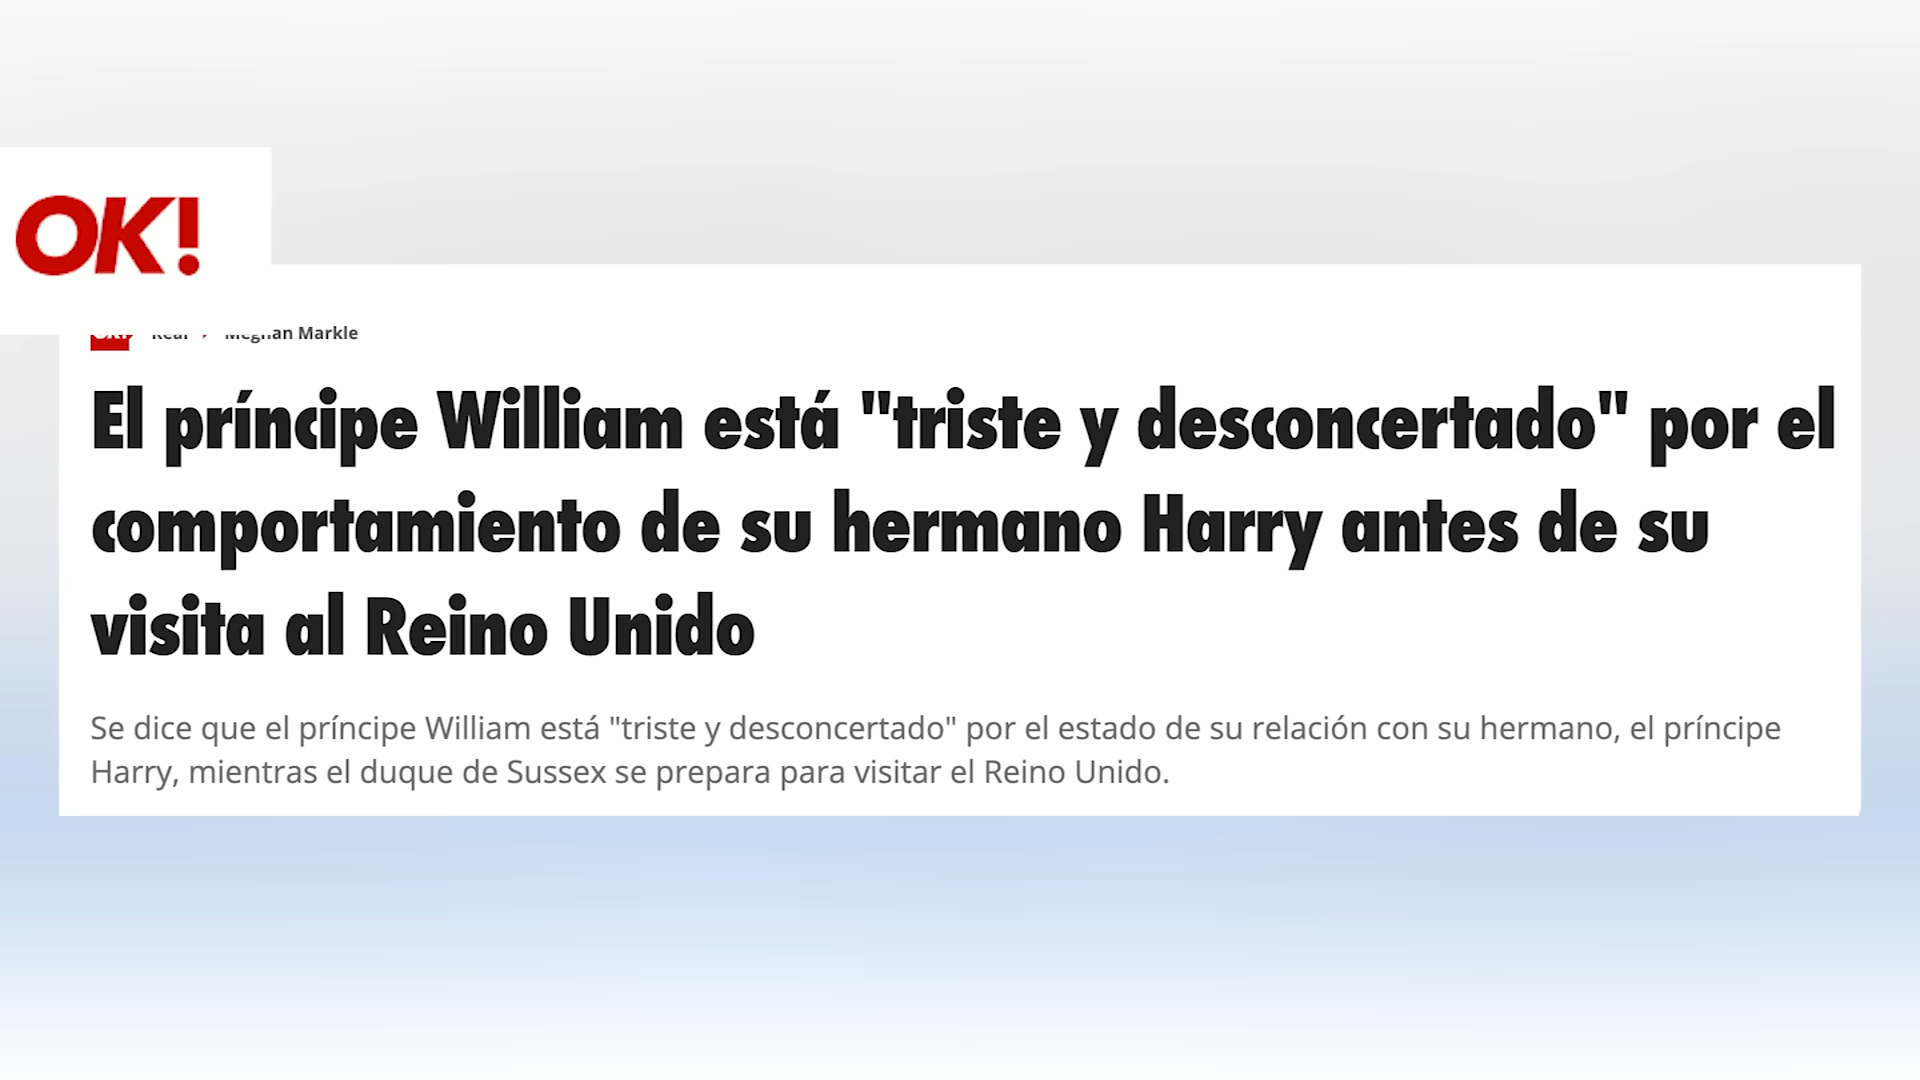 OK!
Meghan Markle
El príncipe William está "triste y desconcertado" por el
comportamiento de su hermano Harry antes de su
visita al Reino Unido
Se dice que el príncipe William está "triste y desconcertado" por el estado de su relación con su hermano, el príncipe
Harry, mientras el duque de Sussex se prepara para visitar el Reino Unido.